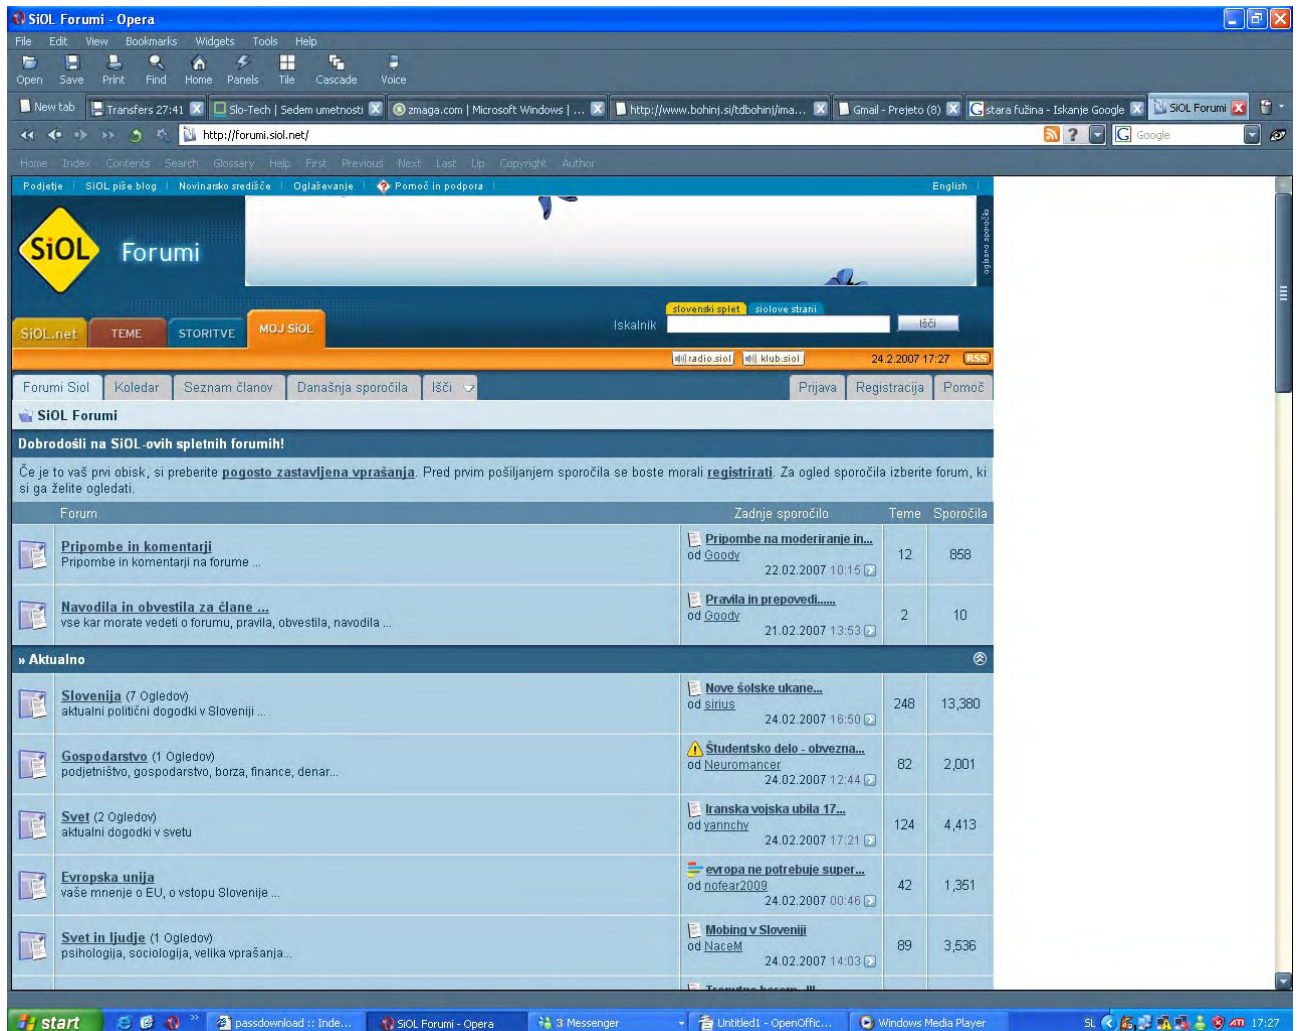 SiOL Forumi - Opera
File Edit View Bookmarks Widgets Tools Help
Open Save Print Find Home Panels Tile Cascade Voice
New tab Transfers 27:41 Slo-Tech | Sedem umetnosti zmaga.com | Microsoft Windows | ... http://www.bohinj.si/tdbohinj/ima... Gmail - Prejeto (8) stara fužina - Iskanje Google SiOL Forumi
http://forumi.siol.net/ ? G Google
Home Index Contents Search Glossary Help First Previous Next Last Up Copyright Author
Podjetje SiOL piše blog Novinarsko središče Oglaševanje Pomoč in podpora English
oglasna sporočila
SiOL Forumi
slovenski splet siolove strani
Iskalnik Išči
SiOL.net TEME STORITVE MOJ SiOL
radio.siol klub.siol 24.2.2007 17:27 RSS
Forumi Siol Koledar Seznam članov Današnja sporočila Išči Prijava Registracija Pomoč
SiOL Forumi
Dobrodošli na SiOL-ovih spletnih forumih!
Če je to vaš prvi obisk, si preberite pogosto zastavljena vprašanja. Pred prvim pošiljanjem sporočila se boste morali registrirati. Za ogled sporočila izberite forum, ki
si ga želite ogledati.
Forum Zadnje sporočilo Teme Sporočila
Pripombe in komentarji
Pripombe in komentarji na forume ...
Pripombe na moderiranje in...
od Goody
22.02.2007 10:15
12 858
Navodila in obvestila za člane ...
vse kar morate vedeti o forumu, pravila, obvestila, navodila ...
Pravila in prepovedi......
od Goody
21.02.2007 13:53
2 10
» Aktualno
Slovenija (7 Ogledov)
aktualni politični dogodki v Sloveniji ...
Nove šolske ukane...
od sirius
24.02.2007 16:50
248 13,380
Gospodarstvo (1 Ogledov)
podjetništvo, gospodarstvo, borza, finance, denar...
Študentsko delo - obvezna...
od Neuromancer
24.02.2007 12:44
82 2,001
Svet (2 Ogledov)
aktualni dogodki v svetu
Iranska vojska ubila 17...
od yannchy
24.02.2007 17:21
124 4,413
Evropska unija
vaše mnenje o EU, o vstopu Slovenije ...
evropa ne potrebuje super...
od nofear2009
24.02.2007 00:46
42 1,351
Svet in ljudje (1 Ogledov)
psihologija, sociologija, velika vprašanja...
Mobing v Sloveniji
od NaceM
24.02.2007 14:03
89 3,536
start passdownload :: Inde... SiOL Forumi - Opera 3 Messenger Untitled1 - OpenOffic... Windows Media Player SL 17:27